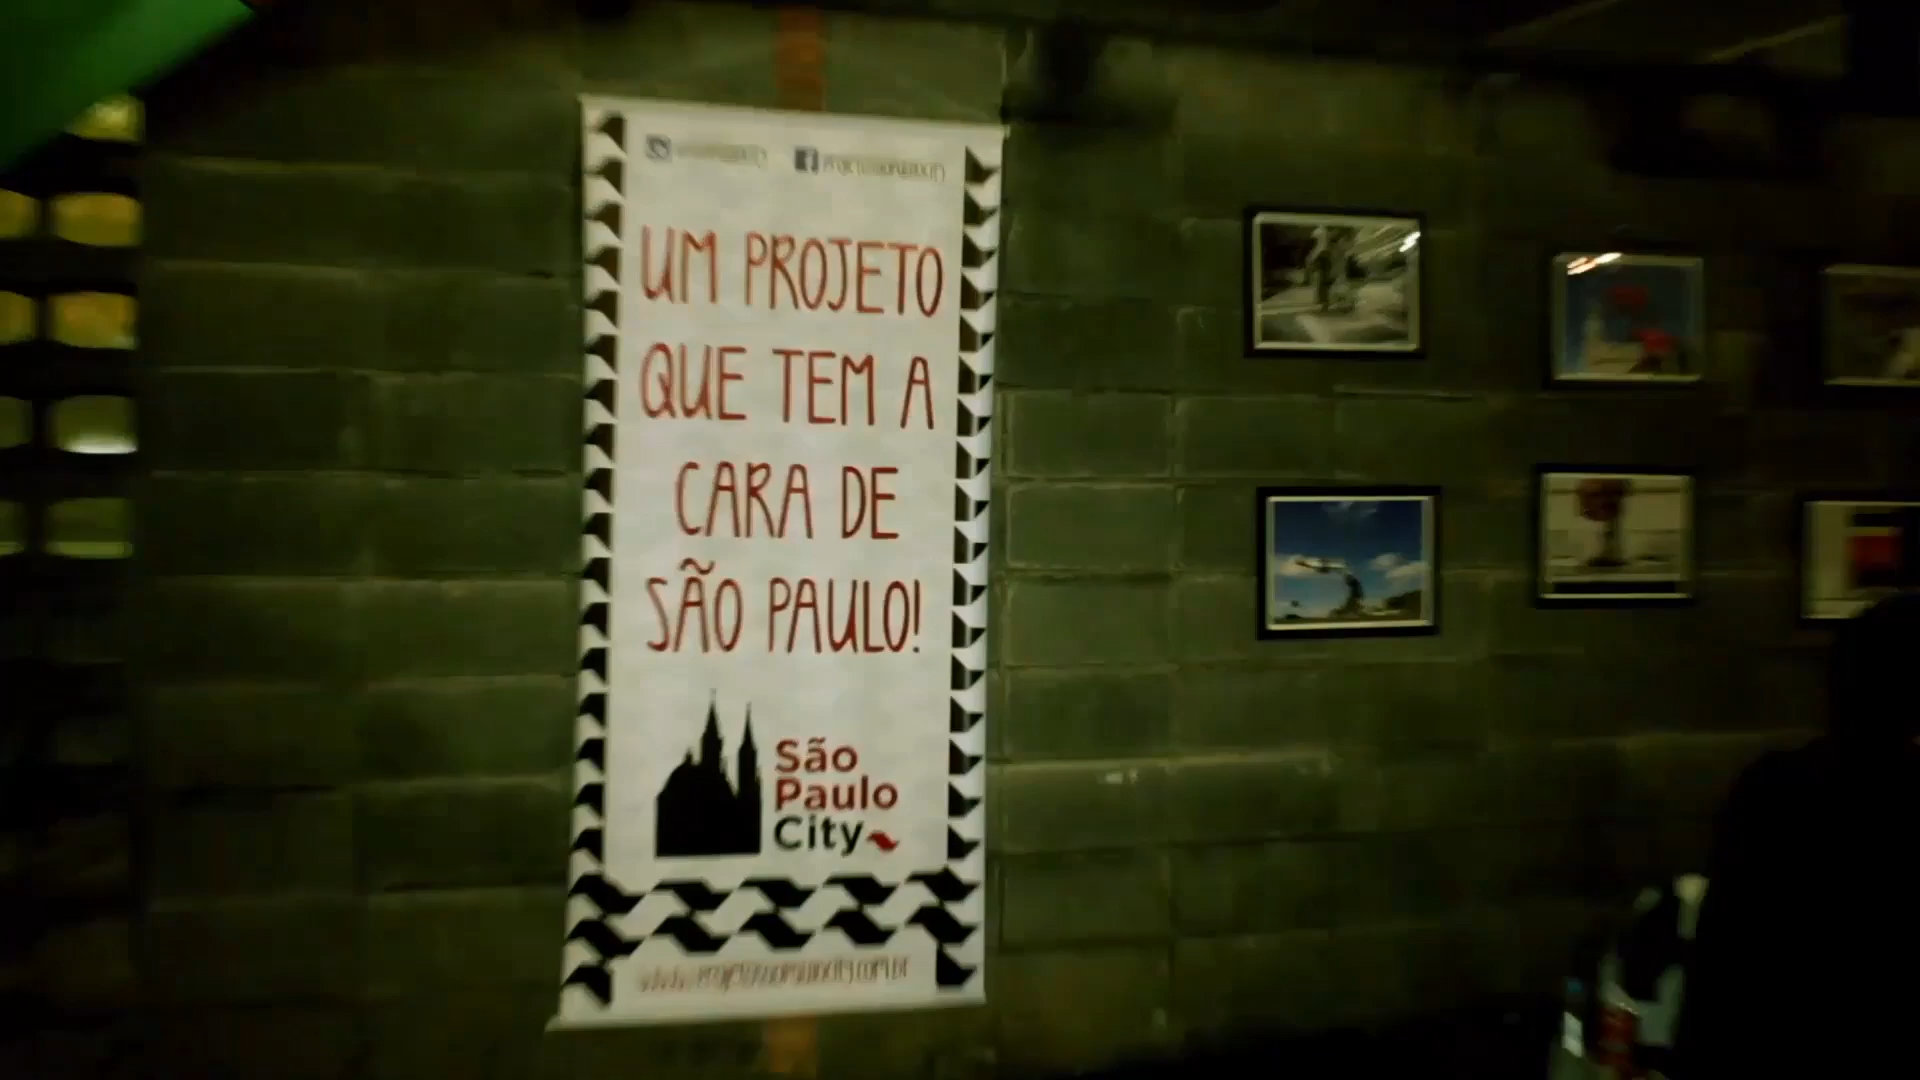 UM PROJETO
QUE TEM A
CARA DE
SÃO PAULO!
São
Paulo
City